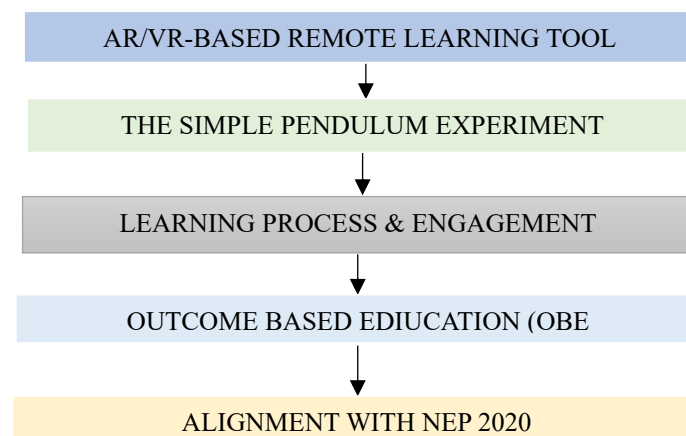 AR/VR-BASED REMOTE LEARNING TOOL
THE SIMPLE PENDULUM EXPERIMENT
LEARNING PROCESS & ENGAGEMENT
OUTCOME BASED EDIUCATION (OBE
ALIGNMENT WITH NEP 2020